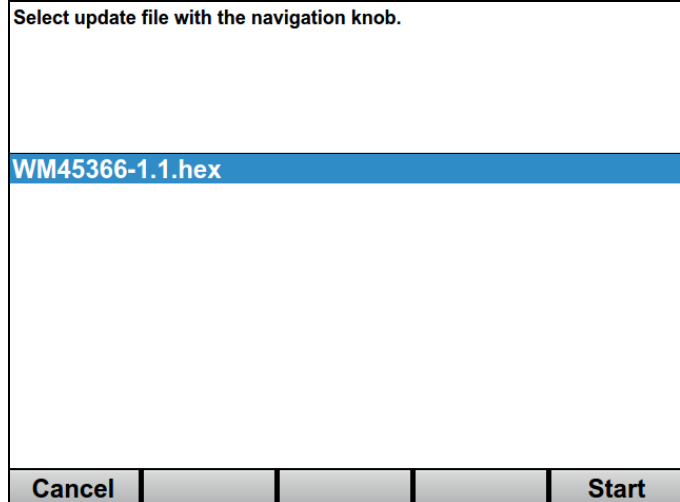 Select update file with the navigation knob.
WM45366-1.1.hex
Cancel
Start